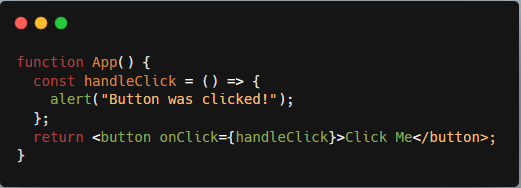 function App() {
  const handleClick = () => {
    alert("Button was clicked!");
  };
  return <button onClick={handleClick}>Click Me</button>;
}